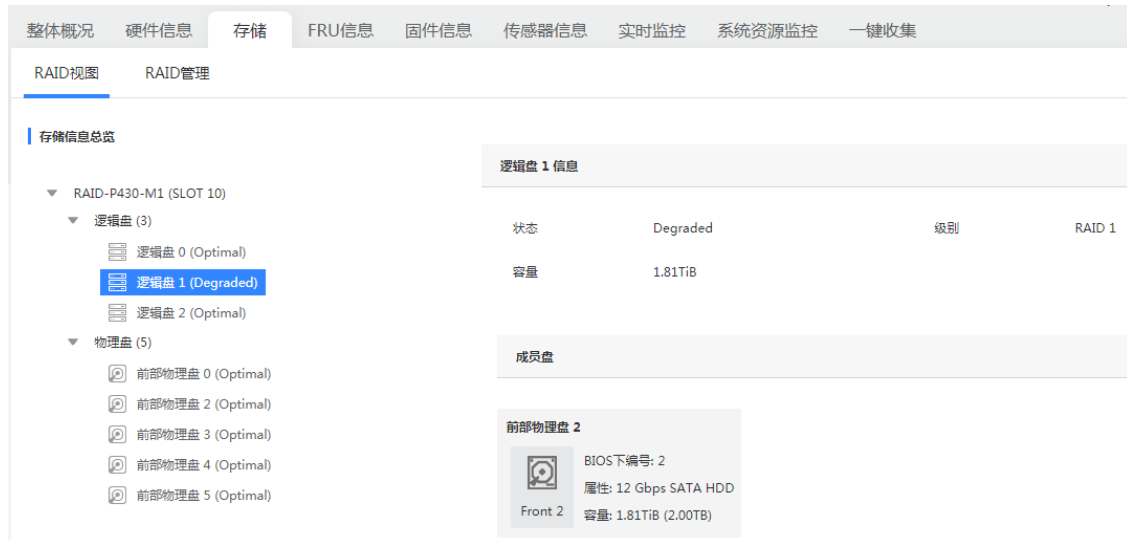 整体概况 硬件信息 存储 FRU信息 固件信息 传感器信息 实时监控 系统资源监控 一键收集
RAID视图 RAID管理
存储信息总览
RAID-P430-M1 (SLOT 10)
逻辑盘 (3)
逻辑盘 0 (Optimal)
逻辑盘 1 (Degraded)
逻辑盘 2 (Optimal)
物理盘 (5)
前部物理盘 0 (Optimal)
前部物理盘 2 (Optimal)
前部物理盘 3 (Optimal)
前部物理盘 4 (Optimal)
前部物理盘 5 (Optimal)
逻辑盘 1 信息
状态 Degraded 级别 RAID 1
容量 1.81TiB
成员盘
前部物理盘 2
BIOS下编号: 2
属性: 12 Gbps SATA HDD
Front 2
容量: 1.81TiB (2.00TB)